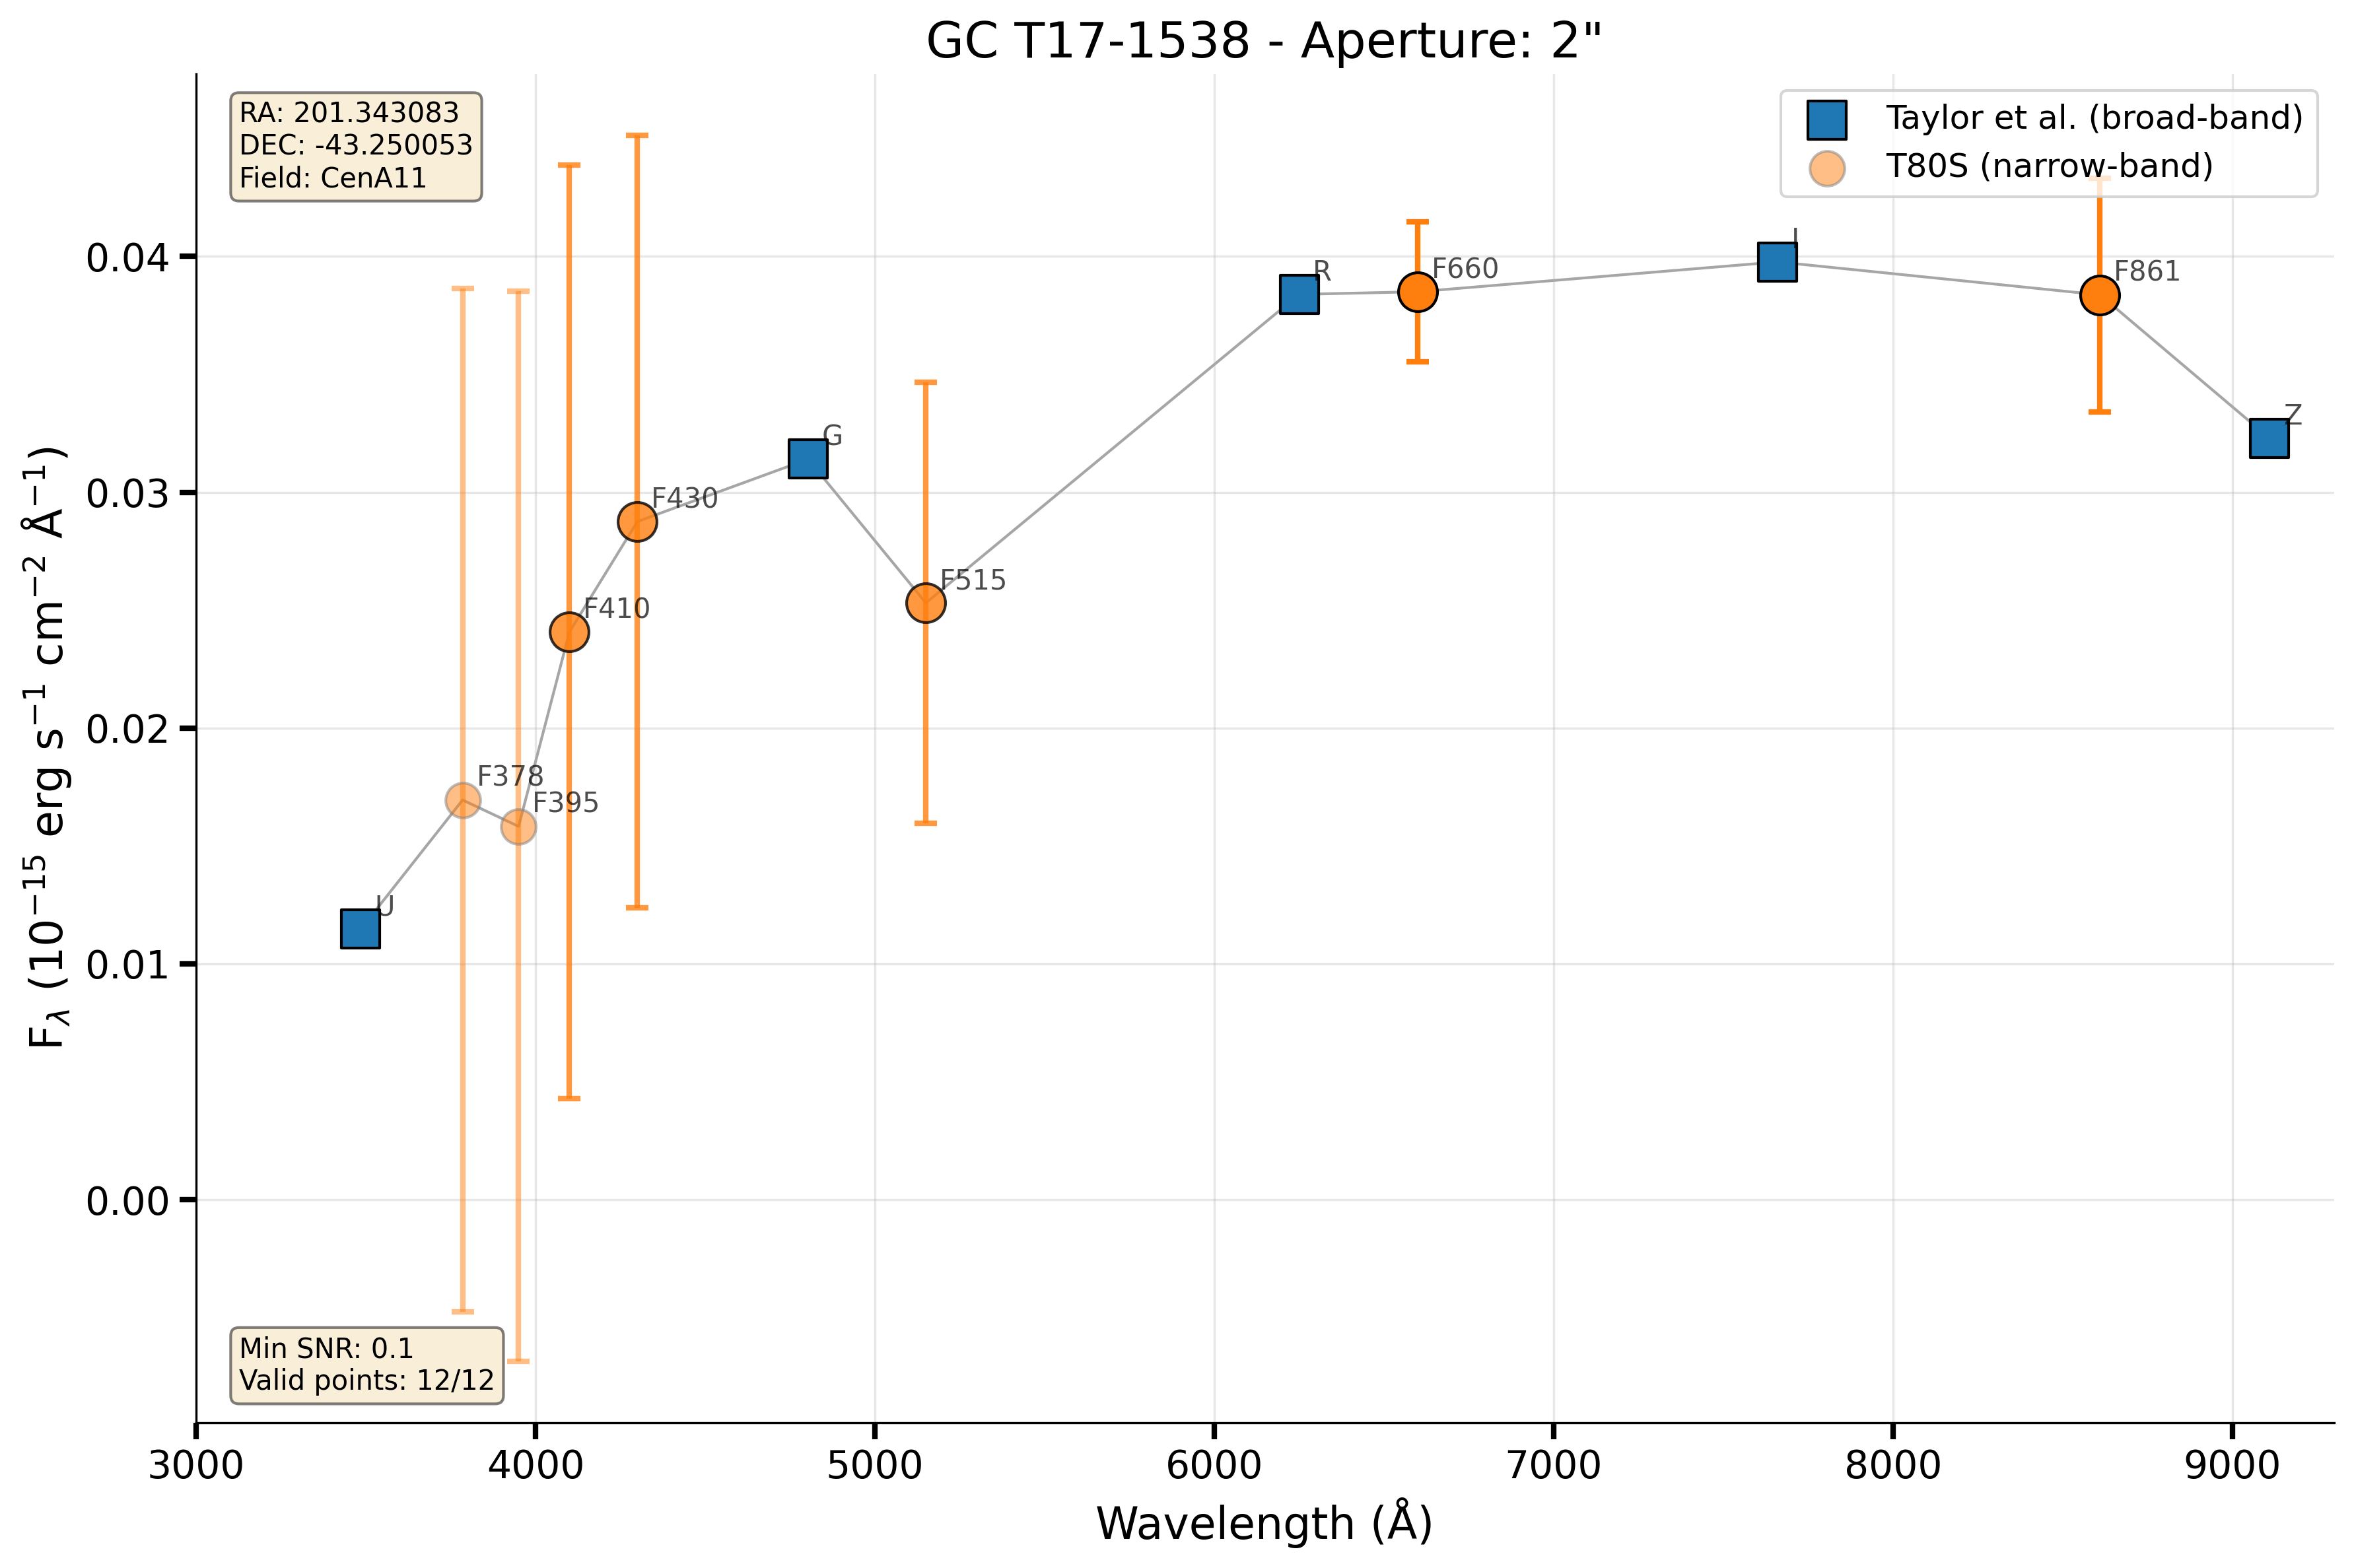 GC T17-1538 - Aperture: 2"
RA: 201.343083
DEC: -43.250053
Field: CenA11
Taylor et al. (broad-band)
T80S (narrow-band)
F$_{λ}$ (10$^{−15}$ erg s$^{−1}$ cm$^{−2}$ Å$^{−1}$)
0.04
0.03
0.02
0.01
0.00
U
F378
F395
F410
F430
G
F515
R
F660
I
F861
Z
Min SNR: 0.1
Valid points: 12/12
3000 4000 5000 6000 7000 8000 9000
Wavelength (Å)